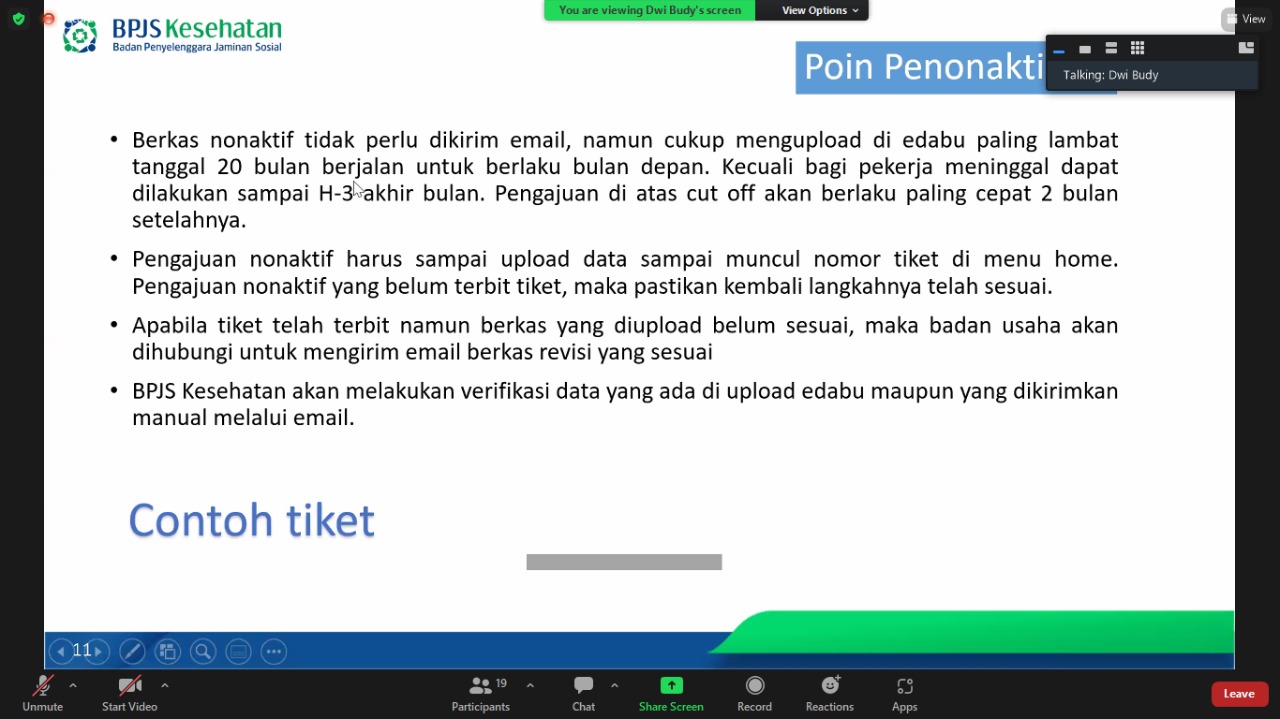 You are viewing Dwi Budy's screen
View Options
View
BPJS Kesehatan
Badan Penyelenggara Jaminan Sosial
Poin Penonakti
Talking: Dwi Budy
• Berkas nonaktif tidak perlu dikirim email, namun cukup mengupload di edabu paling lambat
tanggal 20 bulan berjalan untuk berlaku bulan depan. Kecuali bagi pekerja meninggal dapat
dilakukan sampai H-3 akhir bulan. Pengajuan di atas cut off akan berlaku paling cepat 2 bulan
setelahnya.
• Pengajuan nonaktif harus sampai upload data sampai muncul nomor tiket di menu home.
Pengajuan nonaktif yang belum terbit tiket, maka pastikan kembali langkahnya telah sesuai.
• Apabila tiket telah terbit namun berkas yang diupload belum sesuai, maka badan usaha akan
dihubungi untuk mengirim email berkas revisi yang sesuai
• BPJS Kesehatan akan melakukan verifikasi data yang ada di upload edabu maupun yang dikirimkan
manual melalui email.
Contoh tiket
11
Unmute
Start Video
19
Participants
Chat
Share Screen
Record
Reactions
Apps
Leave